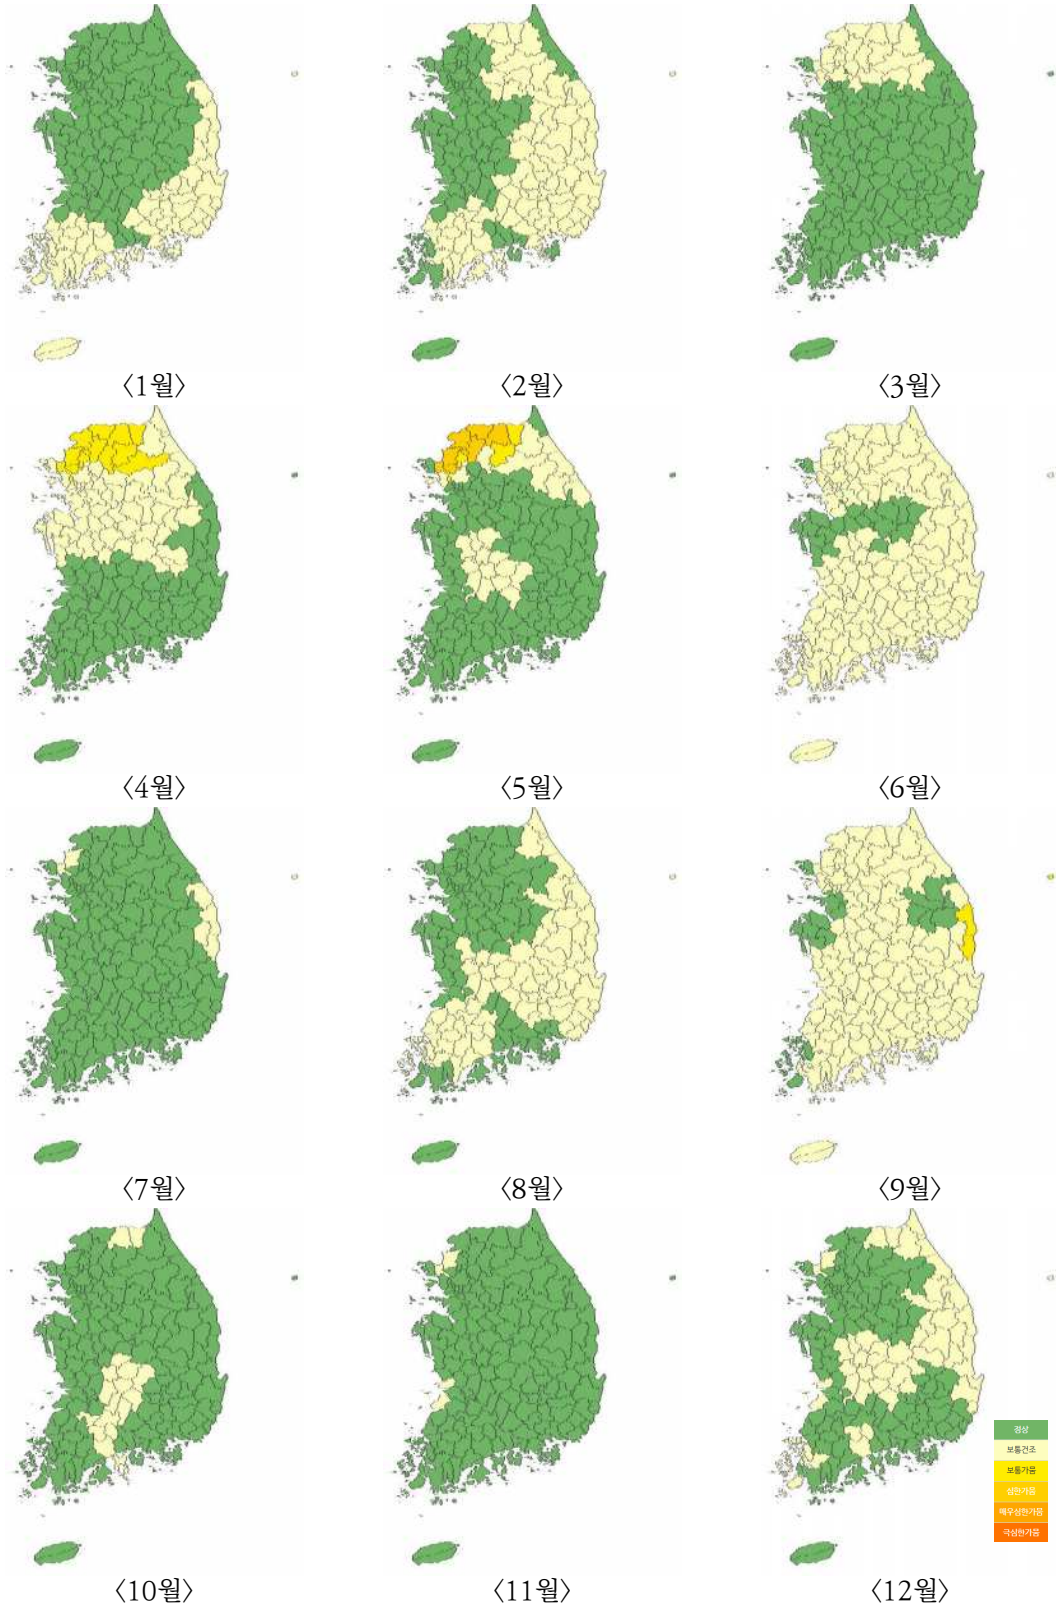 〈1월〉
〈2월〉
〈3월〉
〈4월〉
〈5월〉
〈6월〉
〈7월〉
〈8월〉
〈9월〉
정상
보통건조
보통가뭄
심한가뭄
매우심한가뭄
극심한가뭄
〈10월〉
〈11월〉
〈12월〉